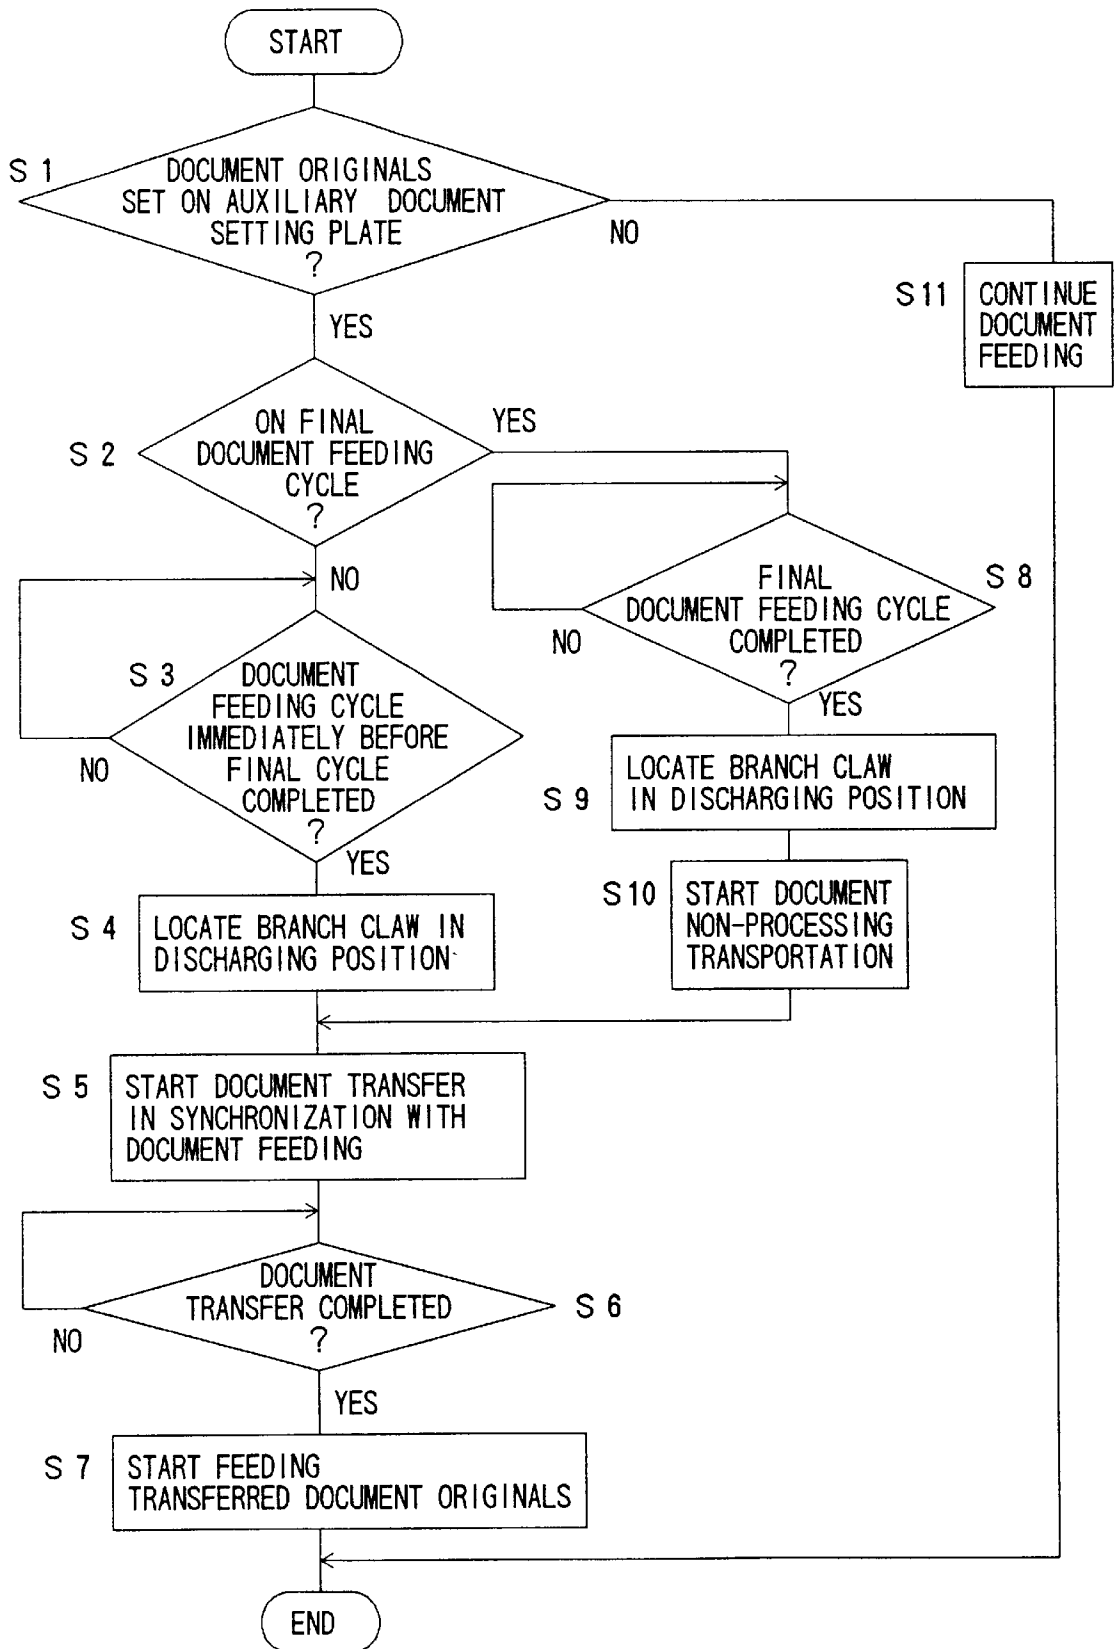 START
S 1
DOCUMENT ORIGINALS
SET ON AUXILIARY DOCUMENT
SETTING PLATE
?
NO
YES
S 11
CONTINUE
DOCUMENT
FEEDING
S 2
ON FINAL
DOCUMENT FEEDING
CYCLE
?
YES
NO
S 8
FINAL
DOCUMENT FEEDING CYCLE
COMPLETED
?
NO
YES
S 3
DOCUMENT
FEEDING CYCLE
IMMEDIATELY BEFORE
FINAL CYCLE
COMPLETED
?
NO
YES
S 9
LOCATE BRANCH CLAW
IN DISCHARGING POSITION
S 10
START DOCUMENT
NON-PROCESSING
TRANSPORTATION
S 4
LOCATE BRANCH CLAW IN
DISCHARGING POSITION
S 5
START DOCUMENT TRANSFER
IN SYNCHRONIZATION WITH
DOCUMENT FEEDING
DOCUMENT
TRANSFER COMPLETED
?
S 6
NO
YES
S 7
START FEEDING
TRANSFERRED DOCUMENT ORIGINALS
END